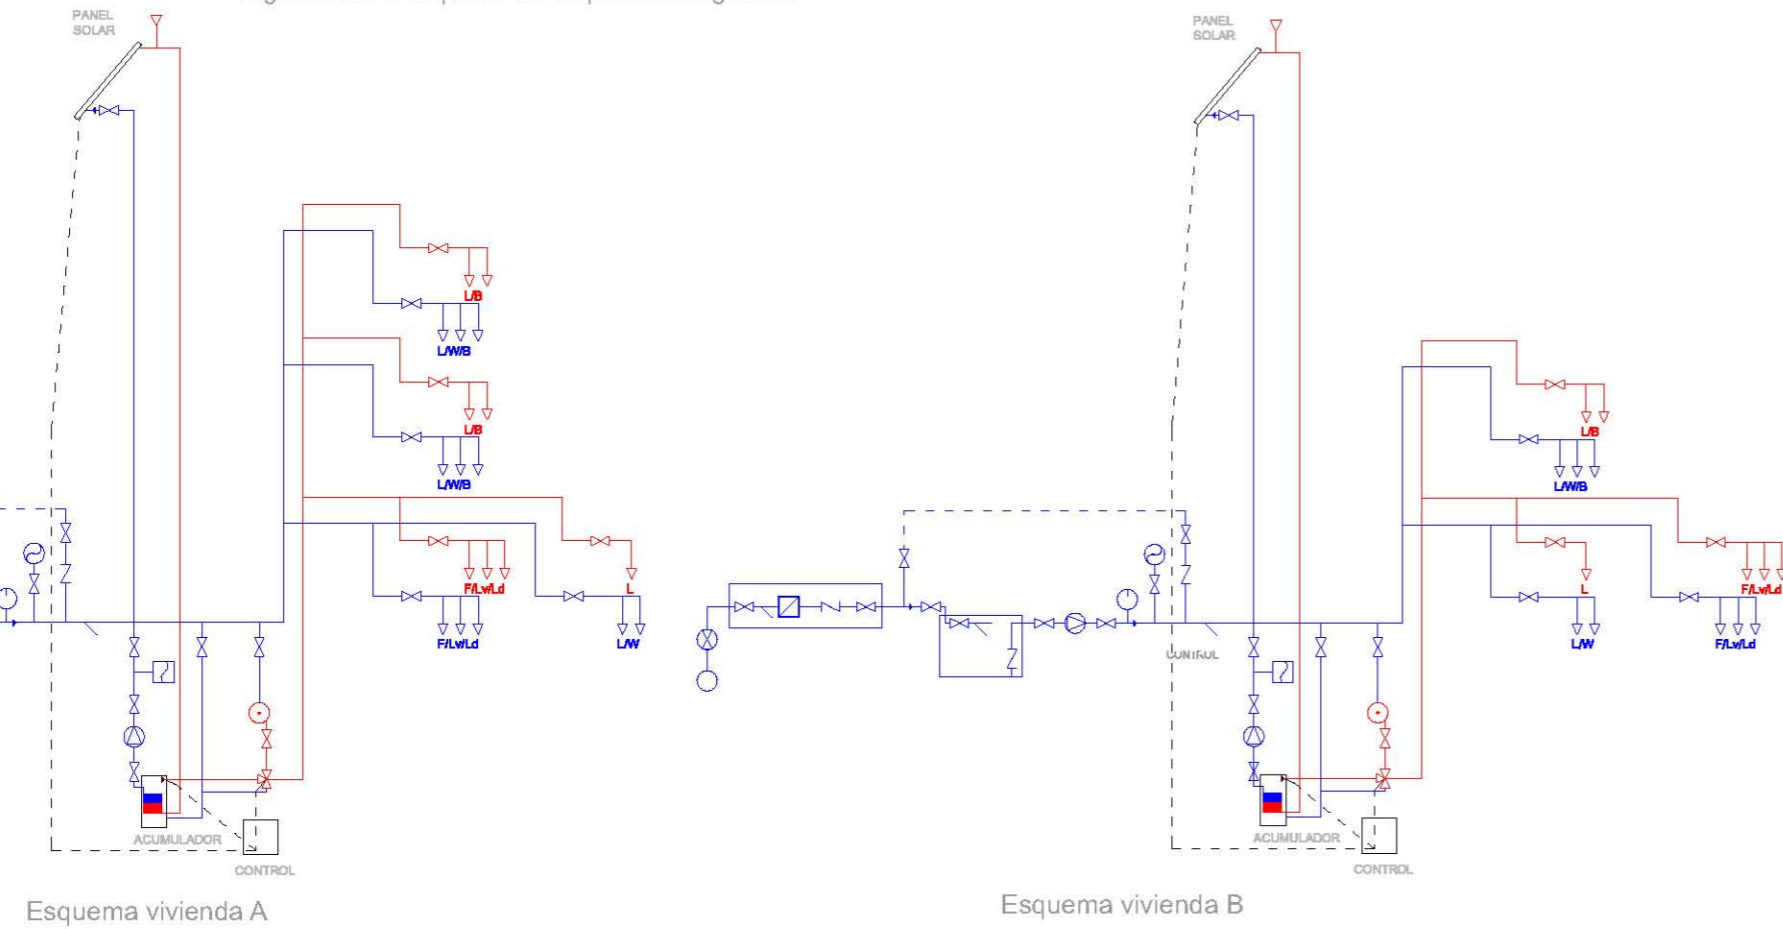 PANEL
SOLAR
PANEL
SOLAR
L/B
L/W/B
L/B
L/W/B
F/Lv/Ld
L
F/Lv/Ld
L/W
L/B
L/W/B
L
F/Lv/Ld
L/W
F/Lv/Ld
CONTROL
ACUMULADOR
CONTROL
ACUMULADOR
CONTROL
Esquema vivienda A
Esquema vivienda B